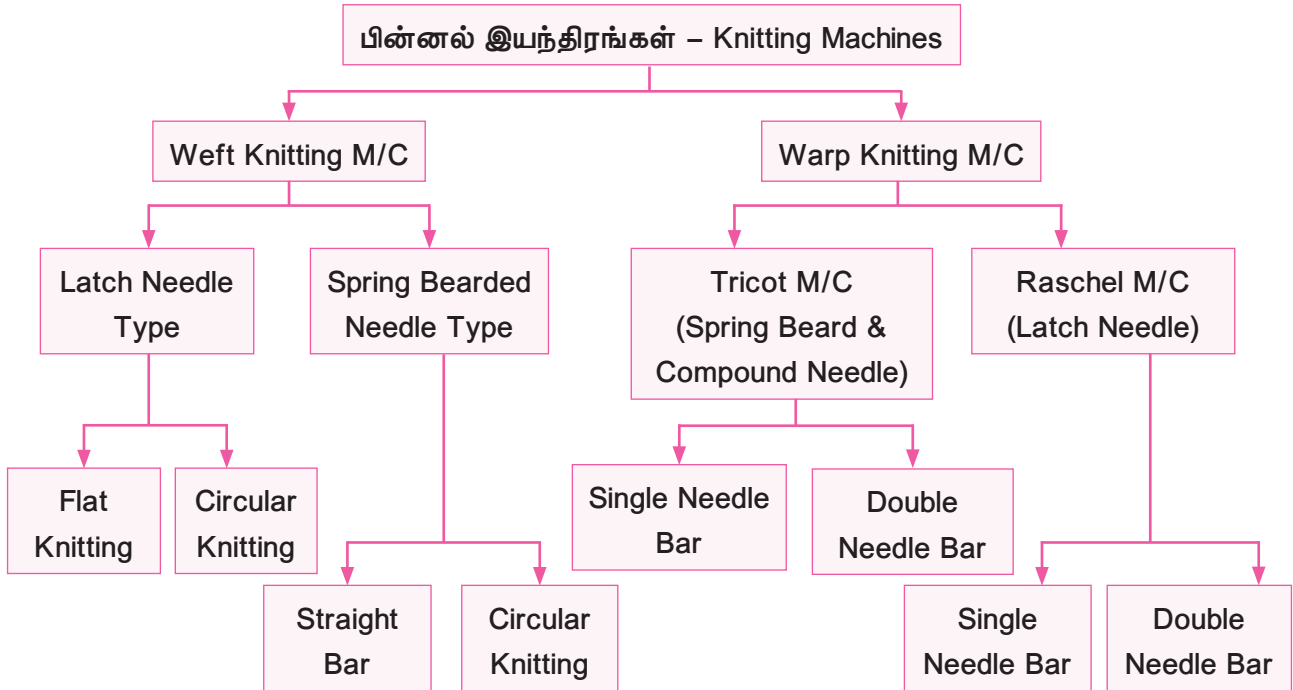 பின்னல் இயந்திரங்கள் – Knitting Machines
Weft Knitting M/C
Warp Knitting M/C
Latch Needle
Type
Spring Bearded
Needle Type
Tricot M/C
(Spring Beard &
Compound Needle)
Raschel M/C
(Latch Needle)
Flat
Knitting
Circular
Knitting
Single Needle
Bar
Double
Needle Bar
Straight
Bar
Circular
Knitting
Single
Needle Bar
Double
Needle Bar